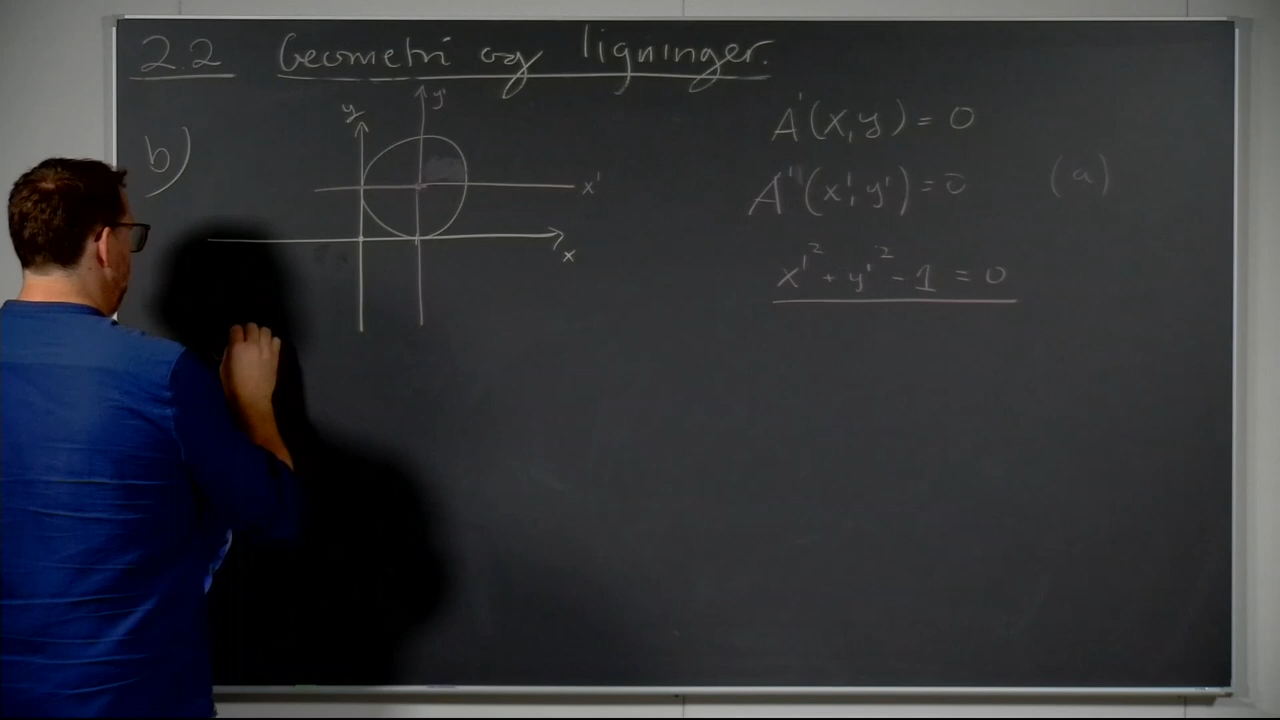 2.2 Geometri og ligninger.
b)
y
y'
x'
x
A'(x,y) = 0
A''(x',y') = 0 (a)
x'² + y'² - 1 = 0